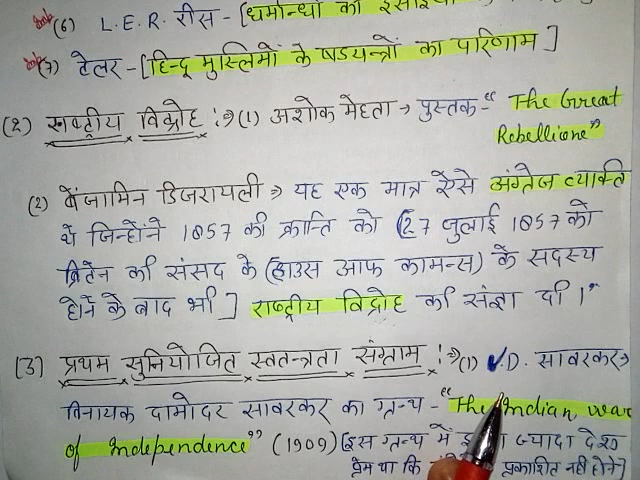 (6) L.E.R. रीस - [धर्मान्धों का
(7) टेलर - [हिन्दू मुस्लिमों के षडयन्त्रों का परिणाम]
(2) राष्ट्रीय विद्रोह :→ (1) अशोक मेहता → पुस्तक - "The Great
Rebellione"
(2) बेंजामिन डिजरायली → यह एक मात्र ऐसे अंग्रेज व्यक्ति
थे जिन्होंने 1857 की क्रान्ति को [27 जुलाई 1857 को
ब्रिटेन की संसद के (हाउस आफ कामन्स) के सदस्य
होने के बाद भी] राष्ट्रीय विद्रोह की संज्ञा दी।"
(3) प्रथम सुनियोजित स्वतन्त्रता संग्राम :→ (1) V.D. सावरकर →
विनायक दामोदर सावरकर का ग्रन्थ - "The Indian war
of Independence" (1909) [इस ग्रन्थ में ज्यादा देश
प्रेम था कि प्रकाशित नहीं होने]